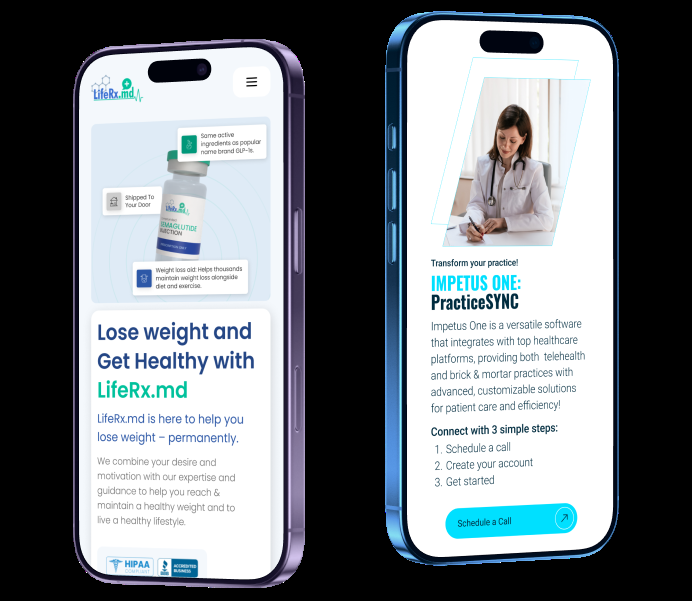 LifeRx.md
Same active
ingredients as popular
name brand GLP-1s.
Shipped To
Your Door
LifeRx.md
SEMAGLUTIDE
INJECTION
Weight loss aid: Helps thousands
maintain weight loss alongside
diet and exercise.
Lose weight and
Get Healthy with
LifeRx.md
LifeRx.md is here to help you
lose weight – permanently.
We combine your desire and
motivation with our expertise and
guidance to help you reach &
maintain a healthy weight and to
live a healthy lifestyle.
HIPAA
COMPLIANT
BBB
ACCREDITED
BUSINESS
Transform your practice!
IMPETUS ONE:
PracticeSYNC
Impetus One is a versatile software
that integrates with top healthcare
platforms, providing both telehealth
and brick & mortar practices with
advanced, customizable solutions
for patient care and efficiency!
Connect with 3 simple steps:
1. Schedule a call
2. Create your account
3. Get started
Schedule a Call